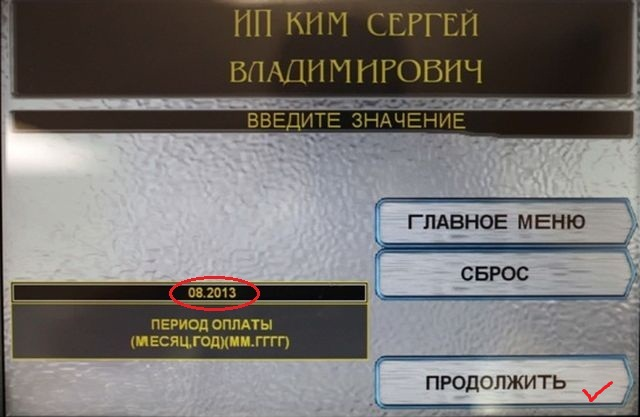 ИП КИМ СЕРГЕЙ
ВЛАДИМИРОВИЧ
ВВЕДИТЕ ЗНАЧЕНИЕ
ГЛАВНОЕ МЕНЮ
СБРОС
08.2013
ПЕРИОД ОПЛАТЫ
(МЕСЯЦ,ГОД)(ММ.ГГГГ)
ПРОДОЛЖИТЬ